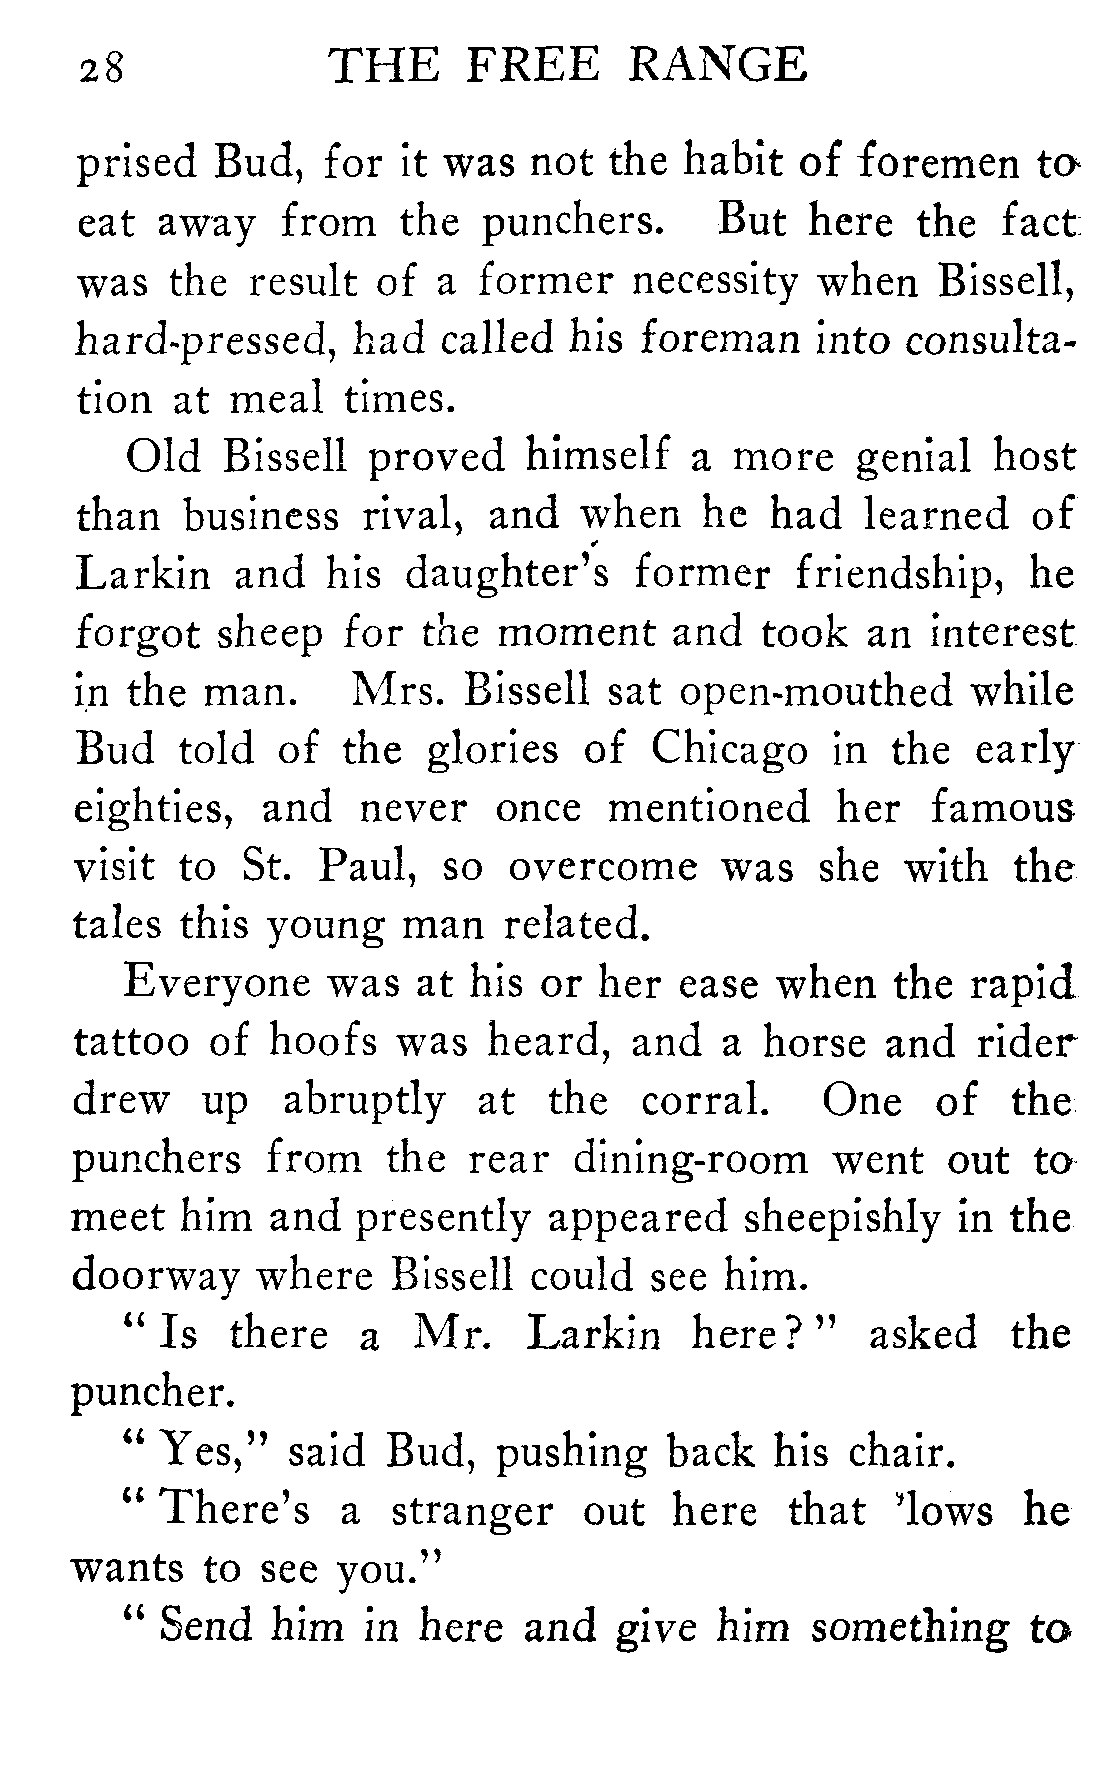 28 THE FREE RANGE
prised Bud, for it was not the habit of foremen to
eat away from the punchers. But here the fact
was the result of a former necessity when Bissell,
hard-pressed, had called his foreman into consulta-
tion at meal times.
Old Bissell proved himself a more genial host
than business rival, and when he had learned of
Larkin and his daughter's former friendship, he
forgot sheep for the moment and took an interest
in the man. Mrs. Bissell sat open-mouthed while
Bud told of the glories of Chicago in the early
eighties, and never once mentioned her famous
visit to St. Paul, so overcome was she with the
tales this young man related.
Everyone was at his or her ease when the rapid
tattoo of hoofs was heard, and a horse and rider
drew up abruptly at the corral. One of the
punchers from the rear dining-room went out to
meet him and presently appeared sheepishly in the
doorway where Bissell could see him.
" Is there a Mr. Larkin here? " asked the
puncher.
" Yes," said Bud, pushing back his chair.
" There's a stranger out here that 'lows he
wants to see you."
" Send him in here and give him something to